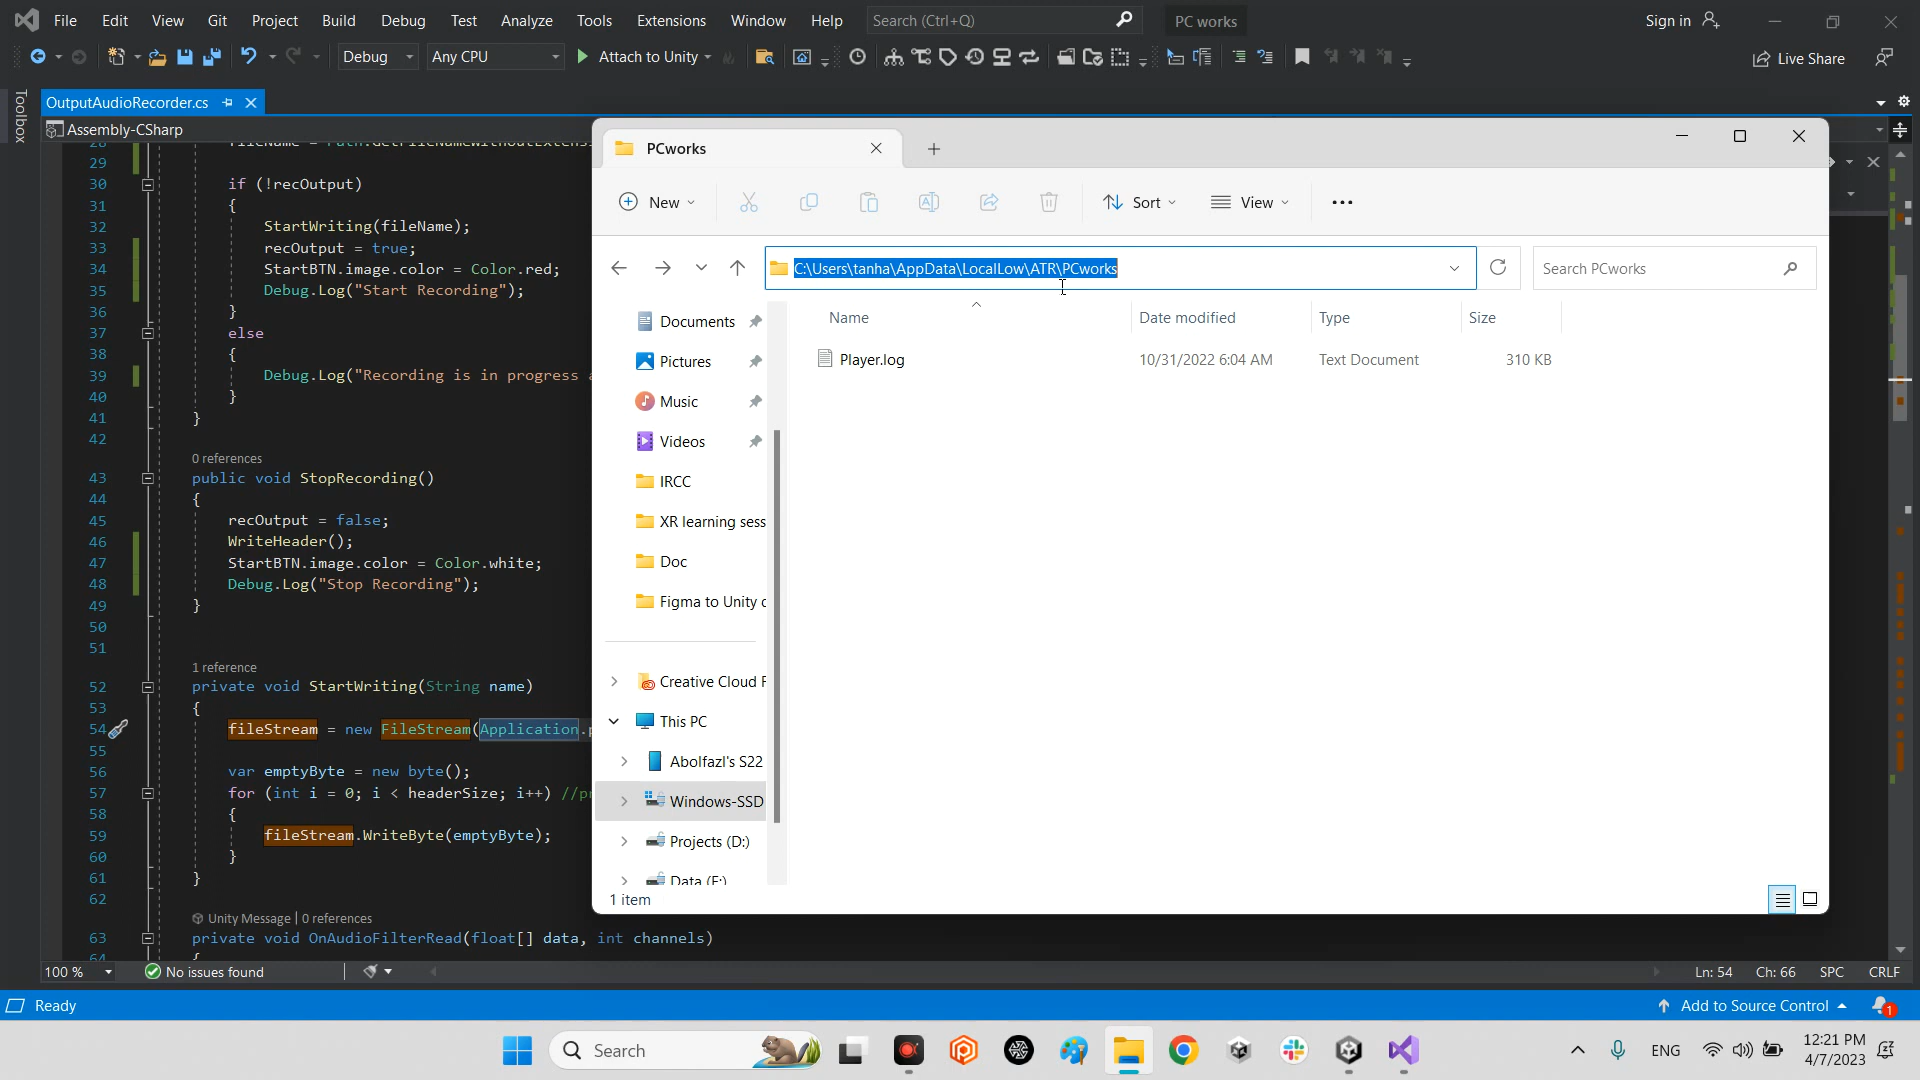 File Edit View Git Project Build Debug Test Analyze Tools Extensions Window Help Search (Ctrl+Q) PC works Sign in
Debug Any CPU Attach to Unity Live Share
Toolbox
OutputAudioRecorder.cs
Assembly-CSharp
29
30 if (!recOutput)
31 {
32 StartWriting(fileName);
33 recOutput = true;
34 StartBTN.image.color = Color.red;
35 Debug.Log("Start Recording");
36 }
37 else
38 {
39 Debug.Log("Recording is in progress
40 }
41 }
42
0 references
43 public void StopRecording()
44 {
45 recOutput = false;
46 WriteHeader();
47 StartBTN.image.color = Color.white;
48 Debug.Log("Stop Recording");
49 }
50
51
1 reference
52 private void StartWriting(String name)
53 {
54 fileStream = new FileStream(Application.
55
56 var emptyByte = new byte();
57 for (int i = 0; i < headerSize; i++) //
58 {
59 fileStream.WriteByte(emptyByte);
60 }
61 }
62
Unity Message | 0 references
63 private void OnAudioFilterRead(float[] data, int channels)
64 {
100 % No issues found Ln: 54 Ch: 66 SPC CRLF
Ready Add to Source Control 1
PCworks
New Sort View
C:\Users\tanha\AppData\LocalLow\ATR\PCworks Search PCworks
Name Date modified Type Size
Player.log 10/31/2022 6:04 AM Text Document 310 KB
Documents
Pictures
Music
Videos
IRCC
XR learning sess
Doc
Figma to Unity
Creative Cloud F
This PC
Abolfazl's S22
Windows-SSD
Projects (D:)
Data (E:)
1 item
Search ENG 12:21 PM
4/7/2023